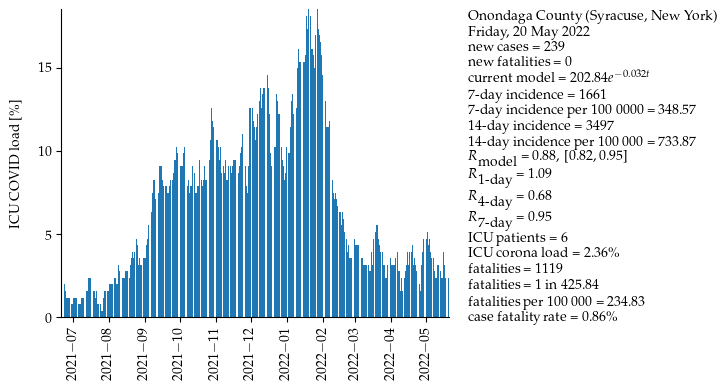 ICU COVID load [%]
15
10
5
0
2021−07
2021−08
2021−09
2021−10
2021−11
2021−12
2022−01
2022−02
2022−03
2022−04
2022−05
Onondaga County (Syracuse, New York)
Friday, 20 May 2022
new cases = 239
new fatalities = 0
current model = 202.84e^{−0.032t}
7-day incidence = 1661
7-day incidence per 100 0000 = 348.57
14-day incidence = 3497
14-day incidence per 100 000 = 733.87
R_model = 0.88, [0.82, 0.95]
R_1-day = 1.09
R_4-day = 0.68
R_7-day = 0.95
ICU patients = 6
ICU corona load = 2.36%
fatalities = 1119
fatalities = 1 in 425.84
fatalities per 100 000 = 234.83
case fatality rate = 0.86%